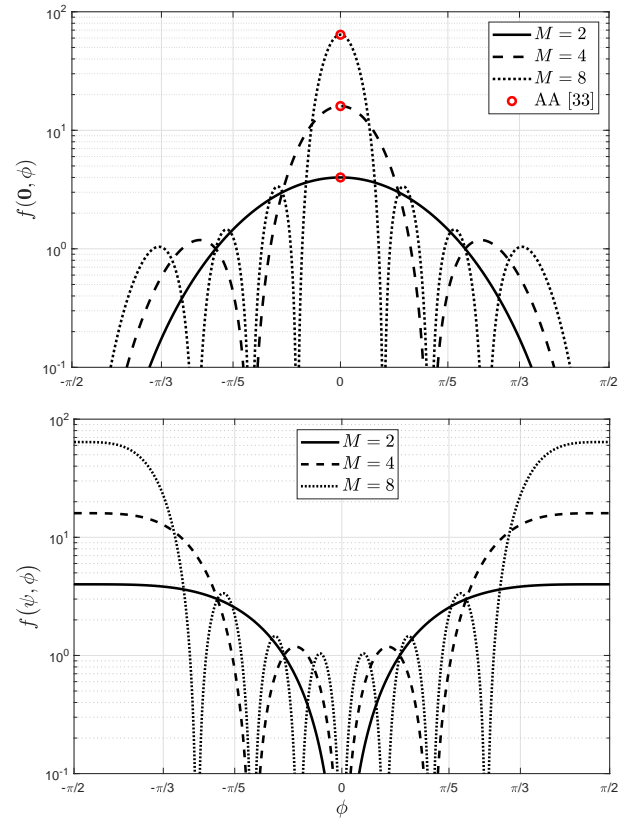 10^2
10^1
10^0
10^-1
f(0, ϕ)
M = 2
M = 4
M = 8
AA [33]
-π/2 -π/3 -π/5 0 π/5 π/3 π/2
10^2
10^1
10^0
10^-1
f(ψ, ϕ)
M = 2
M = 4
M = 8
-π/2 -π/3 -π/5 0 π/5 π/3 π/2
ϕ